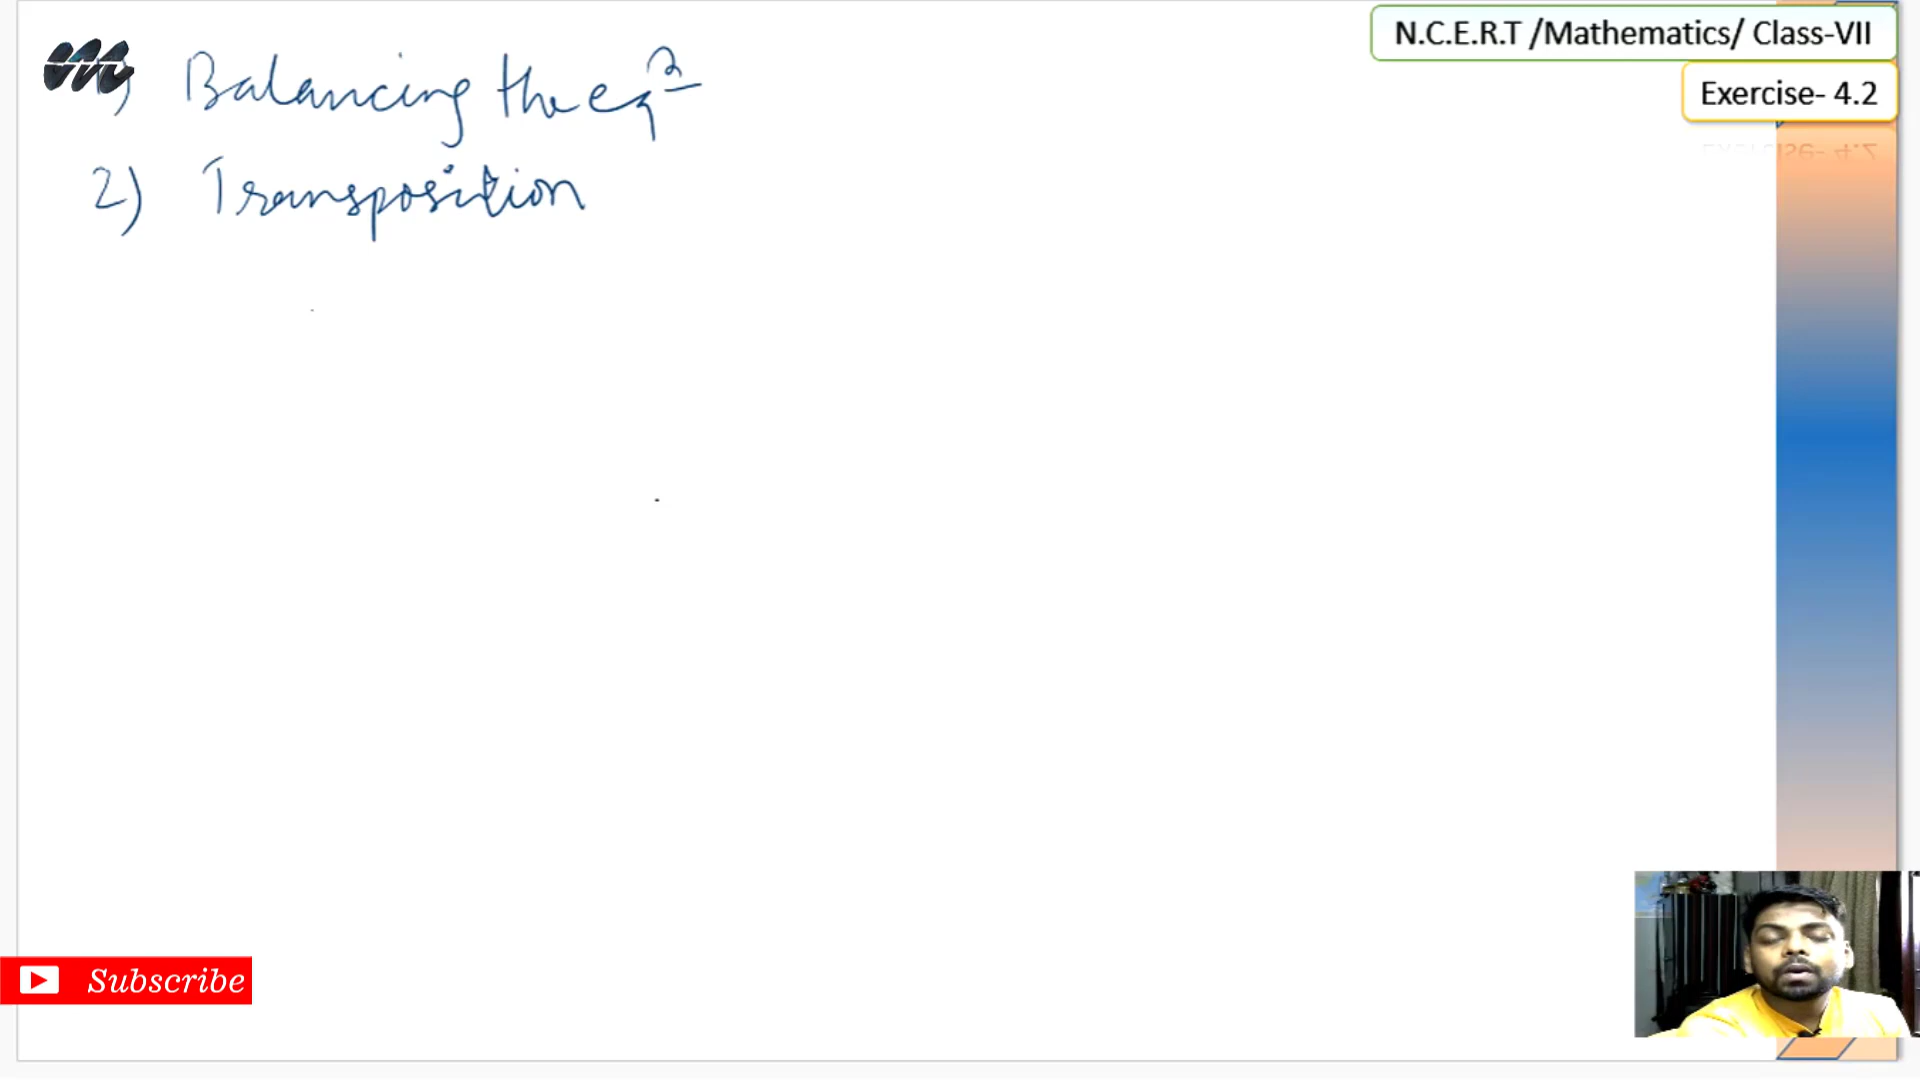 N.C.E.R.T /Mathematics/ Class-VII
Exercise- 4.2
) Balancing the eqⁿ
2) Transposition
Subscribe